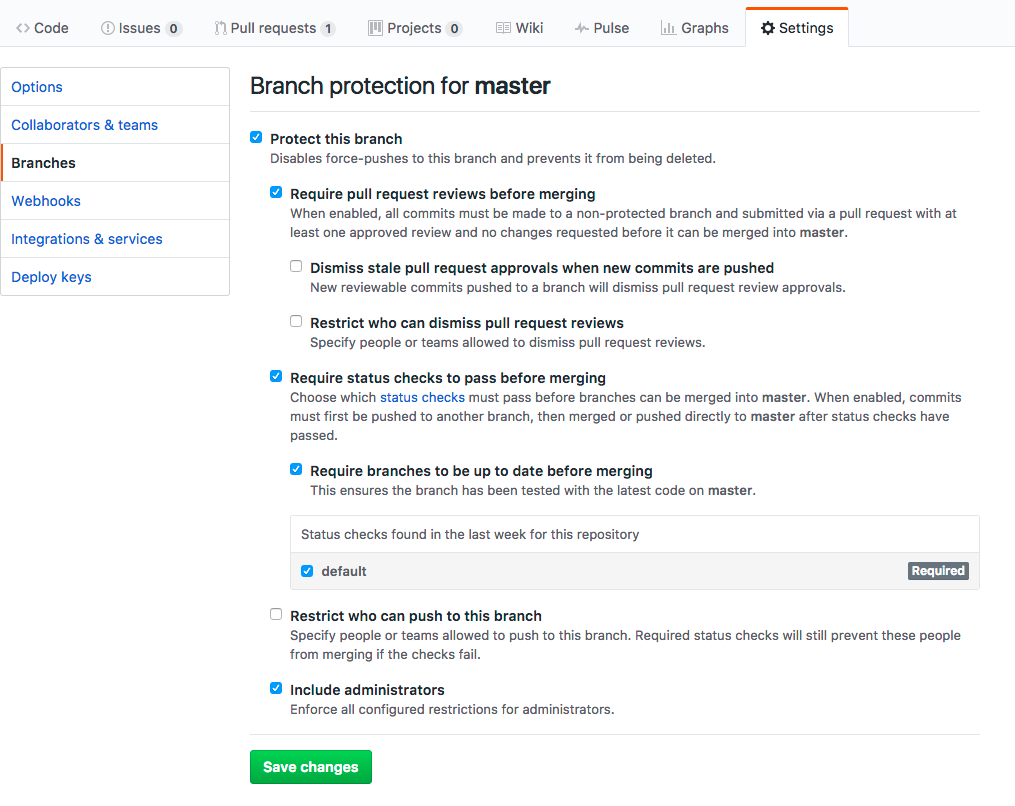 Code Issues 0 Pull requests 1 Projects 0 Wiki Pulse Graphs Settings
Options
Collaborators & teams
Branches
Webhooks
Integrations & services
Deploy keys
Branch protection for master
Protect this branch
Disables force-pushes to this branch and prevents it from being deleted.
Require pull request reviews before merging
When enabled, all commits must be made to a non-protected branch and submitted via a pull request with at
least one approved review and no changes requested before it can be merged into master.
Dismiss stale pull request approvals when new commits are pushed
New reviewable commits pushed to a branch will dismiss pull request review approvals.
Restrict who can dismiss pull request reviews
Specify people or teams allowed to dismiss pull request reviews.
Require status checks to pass before merging
Choose which status checks must pass before branches can be merged into master. When enabled, commits
must first be pushed to another branch, then merged or pushed directly to master after status checks have
passed.
Require branches to be up to date before merging
This ensures the branch has been tested with the latest code on master.
Status checks found in the last week for this repository
default Required
Restrict who can push to this branch
Specify people or teams allowed to push to this branch. Required status checks will still prevent these people
from merging if the checks fail.
Include administrators
Enforce all configured restrictions for administrators.
Save changes